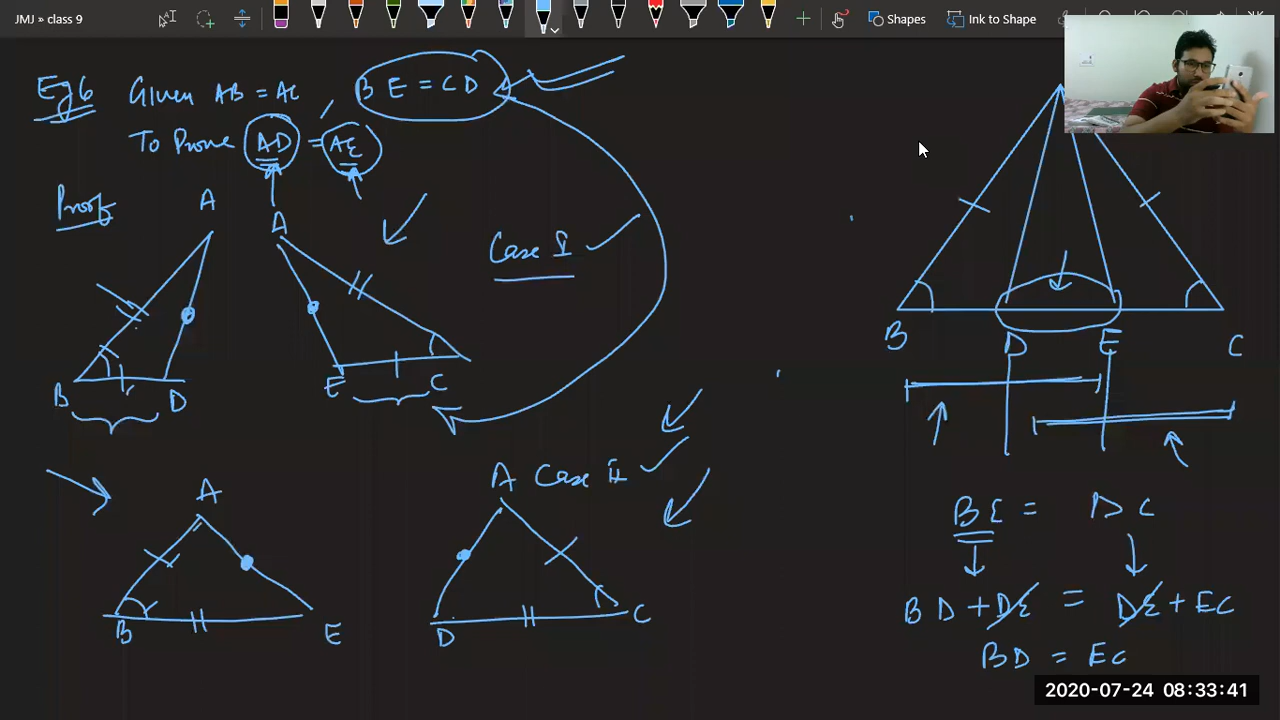 JMJ » class 9
Shapes
Ink to Shape
Eg 6 Given AB = AC , BE = CD
To Prove AD = AE
Proof
A
A
Case I
B
D
E
C
A
B
E
A Case II
D
C
B
D
E
C
BE = DC
BD + DE = DE + EC
BD = EC
2020-07-24 08:33:41